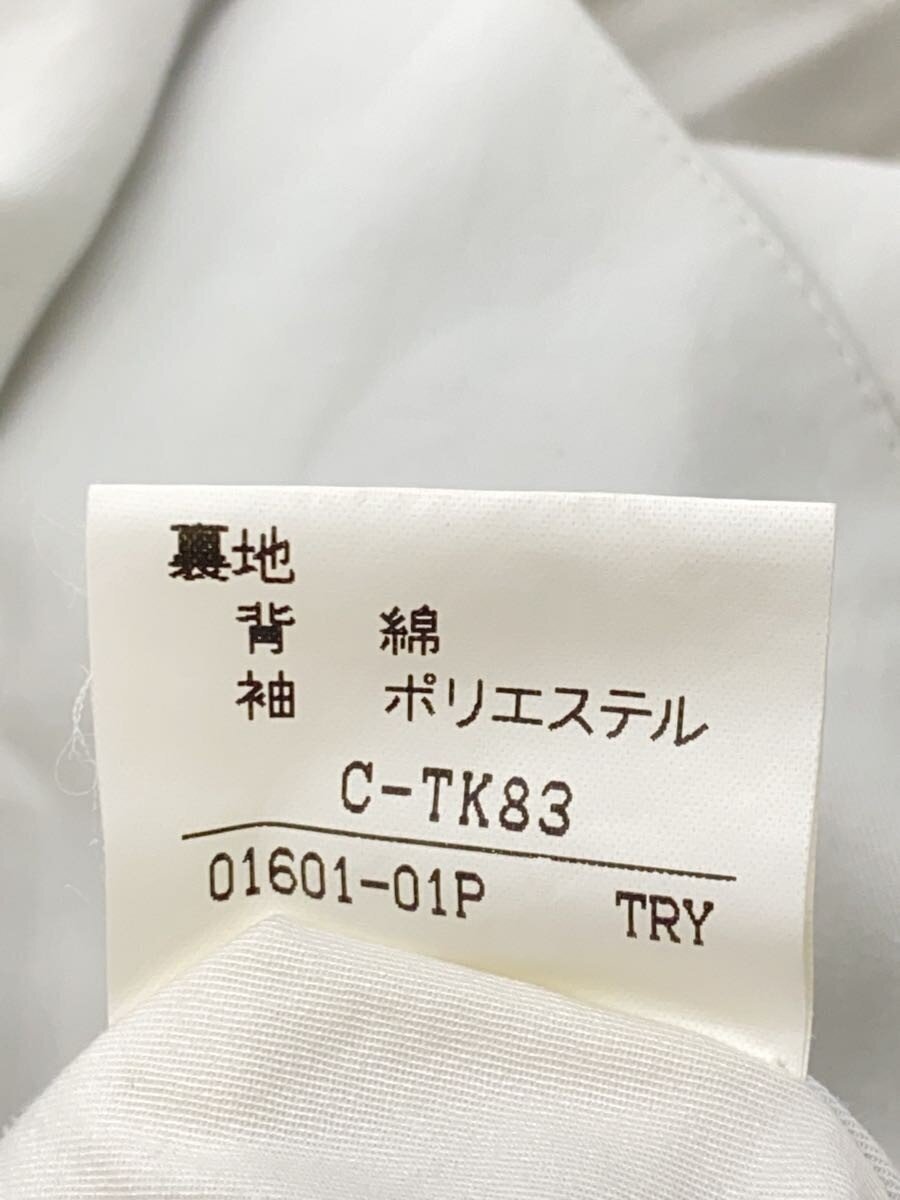 裏地
背 綿
袖 ポリエステル
C-TK83
01601-01P TRY